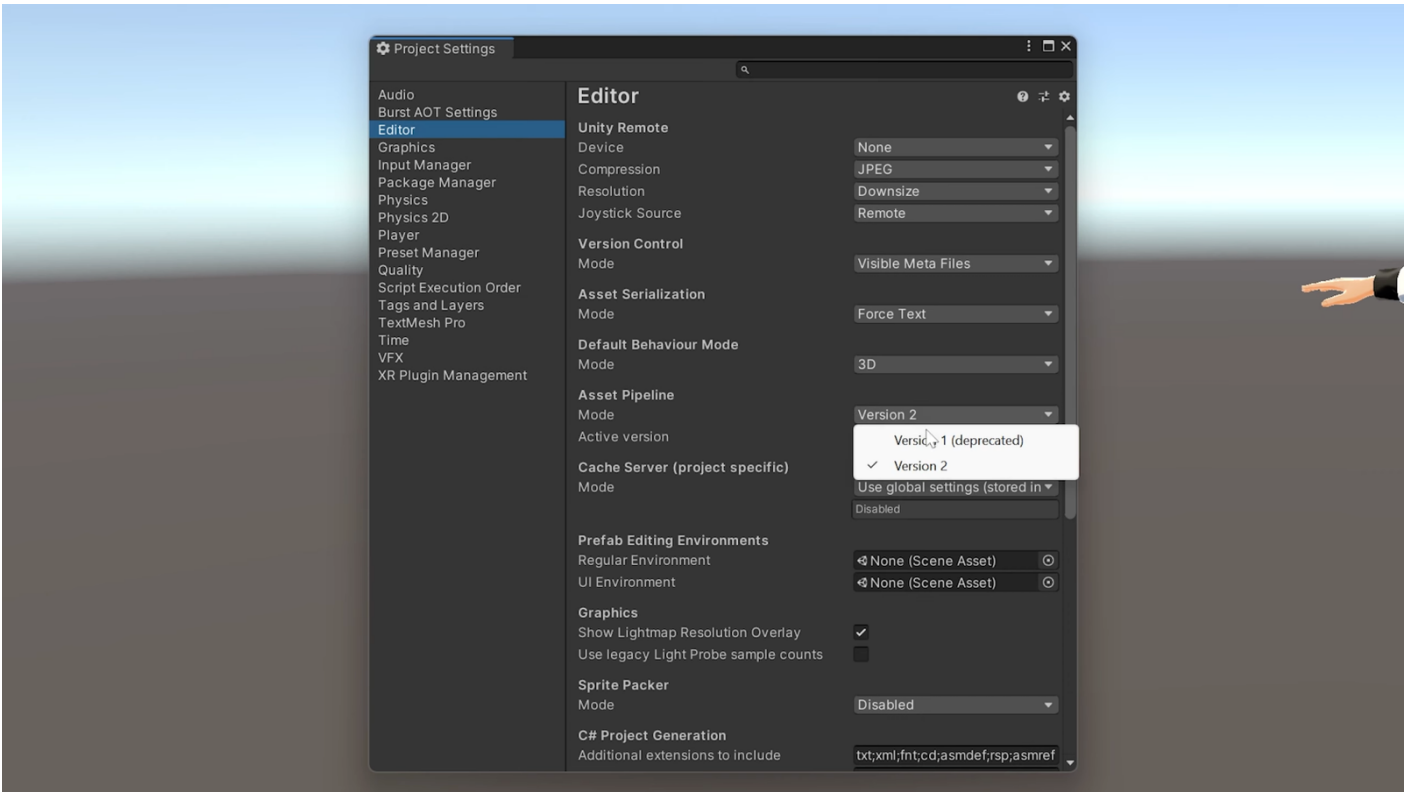 Project Settings
Audio
Burst AOT Settings
Editor
Graphics
Input Manager
Package Manager
Physics
Physics 2D
Player
Preset Manager
Quality
Script Execution Order
Tags and Layers
TextMesh Pro
Time
VFX
XR Plugin Management
Editor
Unity Remote
Device None
Compression JPEG
Resolution Downsize
Joystick Source Remote
Version Control
Mode Visible Meta Files
Asset Serialization
Mode Force Text
Default Behaviour Mode
Mode 3D
Asset Pipeline
Mode Version 2
Active version
Version 1 (deprecated)
Version 2
Cache Server (project specific)
Mode Use global settings (stored in
Disabled
Prefab Editing Environments
Regular Environment None (Scene Asset)
UI Environment None (Scene Asset)
Graphics
Show Lightmap Resolution Overlay
Use legacy Light Probe sample counts
Sprite Packer
Mode Disabled
C# Project Generation
Additional extensions to include txt;xml;fnt;cd;asmdef;rsp;asmref